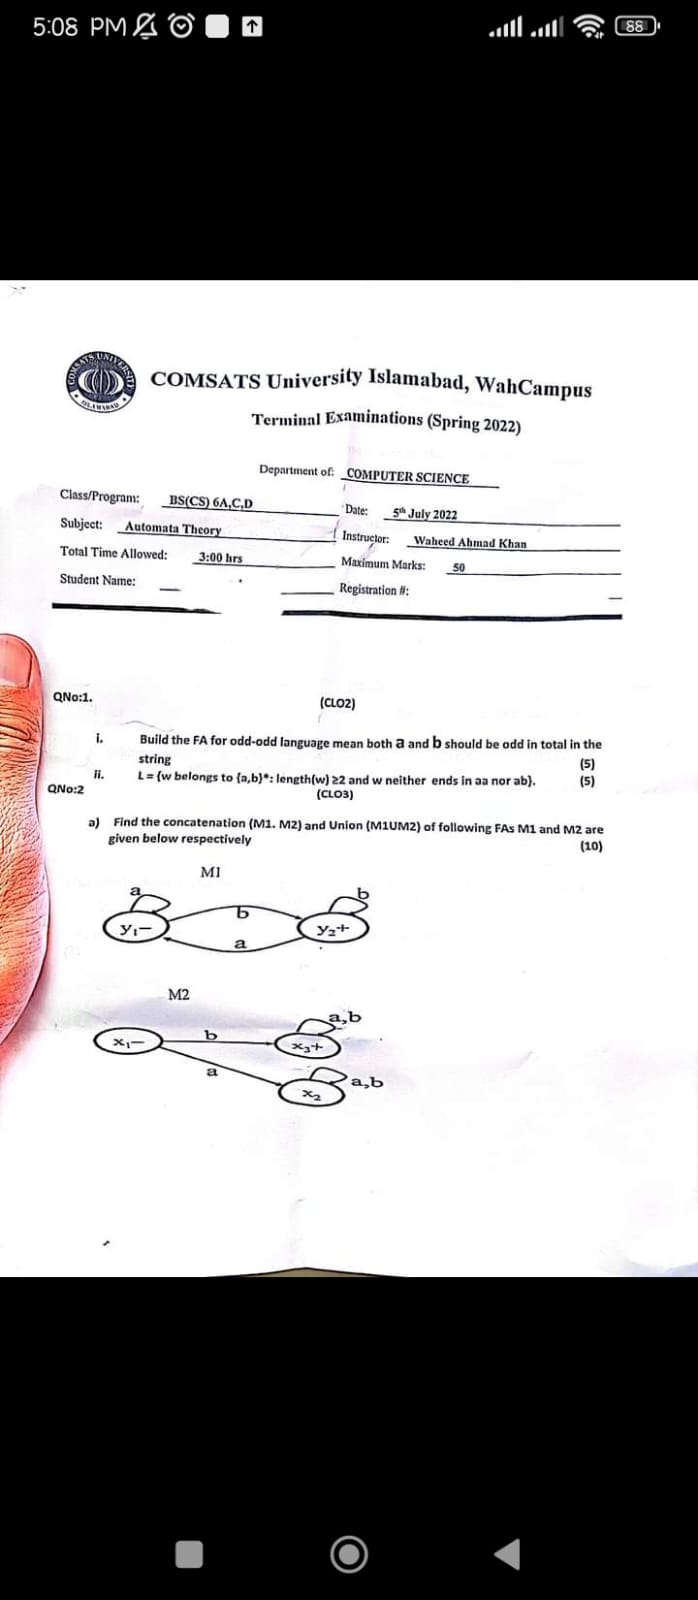 5:08 PM
88
COMSATS UNIVERSITY
ISLAMABAD
COMSATS University Islamabad, WahCampus
Terminal Examinations (Spring 2022)
Department of: COMPUTER SCIENCE
Class/Program: BS(CS) 6A,C,D Date: 5th July 2022
Subject: Automata Theory Instructor: Waheed Ahmad Khan
Total Time Allowed: 3:00 hrs Maximum Marks: 50
Student Name: Registration #:
QNo:1. (CLO2)
i. Build the FA for odd-odd language mean both a and b should be odd in total in the
string (5)
ii. L = {w belongs to {a,b}*: length(w) ≥2 and w neither ends in aa nor ab}. (5)
QNo:2 (CLO3)
a) Find the concatenation (M1. M2) and Union (M1UM2) of following FAs M1 and M2 are
given below respectively (10)
M1
a b
b
y₁- y₂+
a
M2
a,b
b
x₁- x₃+
a
a,b
x₂